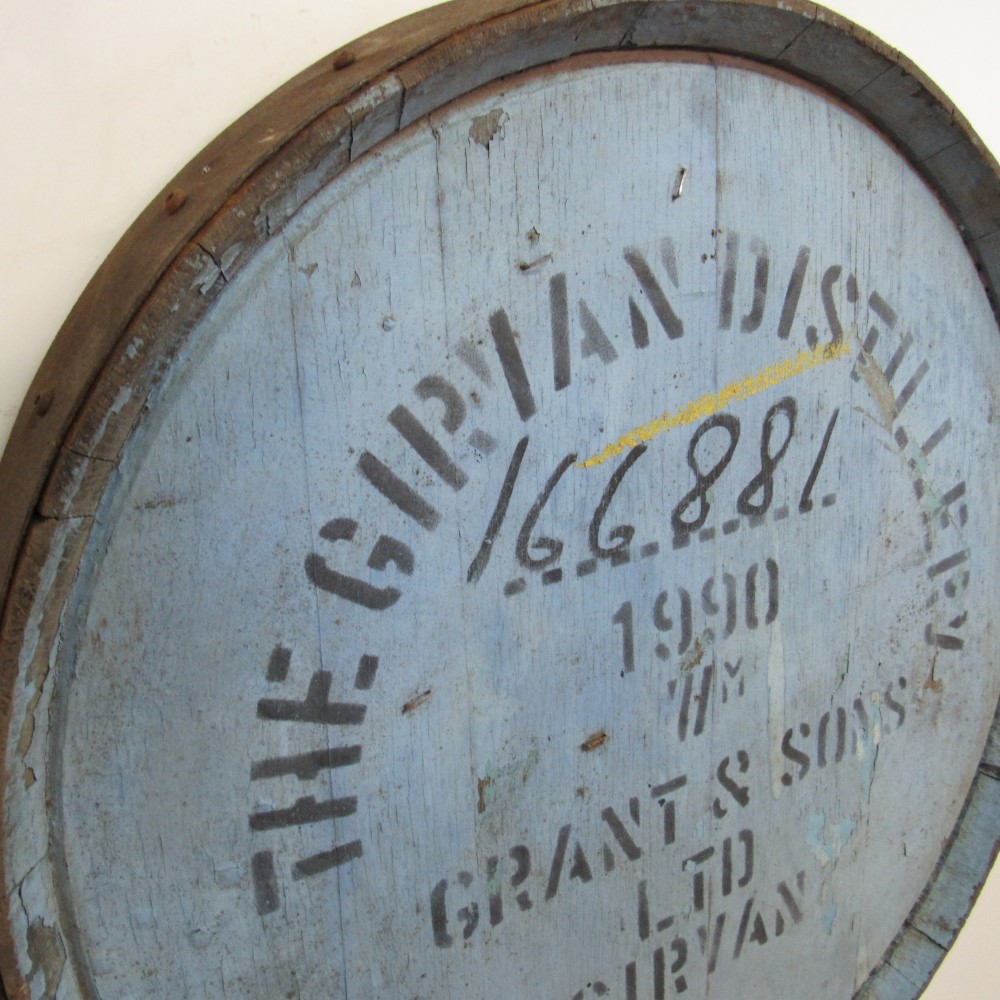 THE GIRVAN DISTILLERY
166881
1990
WM
GRANT & SONS
LTD
GIRVAN